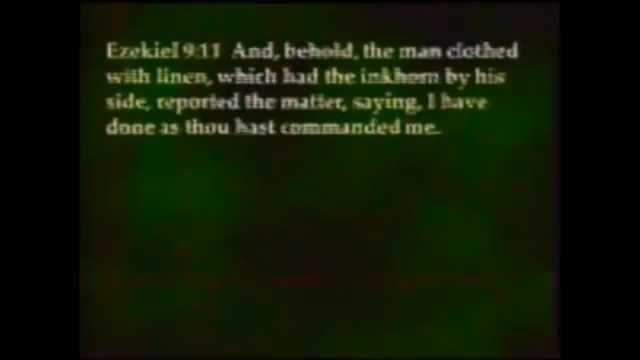 Ezekiel 9:11 And, behold, the man clothed
with linen, which had the inkhorn by his
side, reported the matter, saying, I have
done as thou hast commanded me.